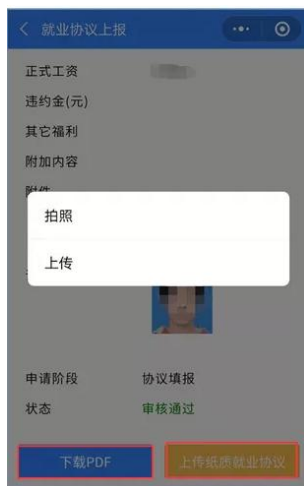 就业协议上报
正式工资
违约金(元)
其它福利
附加内容
附件
拍照
上传
申请阶段 协议填报
状态 审核通过
下载PDF 上传纸质就业协议